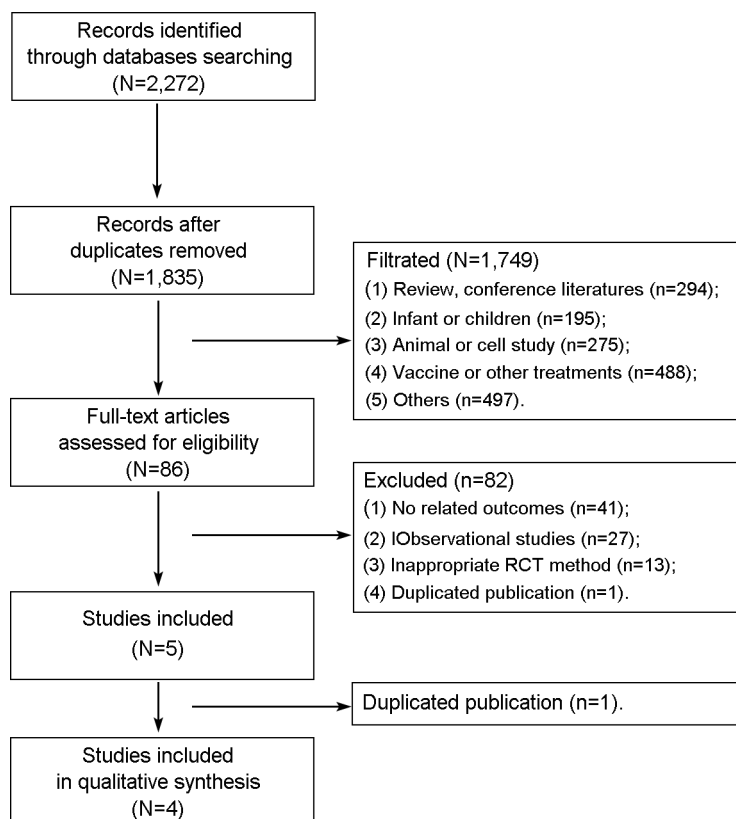 Records identified
through databases searching
(N=2,272)
Records after
duplicates removed
(N=1,835)
Filtrated (N=1,749)
(1) Review, conference literatures (n=294);
(2) Infant or children (n=195);
(3) Animal or cell study (n=275);
(4) Vaccine or other treatments (n=488);
(5) Others (n=497).
Full-text articles
assessed for eligibility
(N=86)
Excluded (n=82)
(1) No related outcomes (n=41);
(2) IObservational studies (n=27);
(3) Inappropriate RCT method (n=13);
(4) Duplicated publication (n=1).
Studies included
(N=5)
Duplicated publication (n=1).
Studies included
in qualitative synthesis
(N=4)